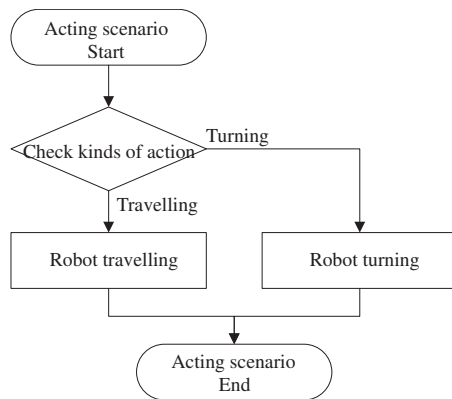 Acting scenario
Start
Turning
Check kinds of action
Travelling
Robot travelling
Robot turning
Acting scenario
End